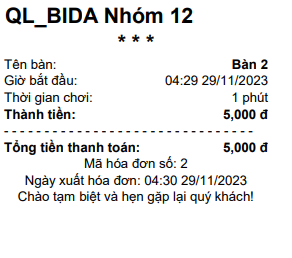 QL_BIDA Nhóm 12
* * *
Tên bàn: Bàn 2
Giờ bắt đầu: 04:29 29/11/2023
Thời gian chơi: 1 phút
Thành tiền: 5,000 đ
- - - - - - - - - - - - - - - - - - - - - - - - - - - - - - - - -
Tổng tiền thanh toán: 5,000 đ
Mã hóa đơn số: 2
Ngày xuất hóa đơn: 04:30 29/11/2023
Chào tạm biệt và hẹn gặp lại quý khách!